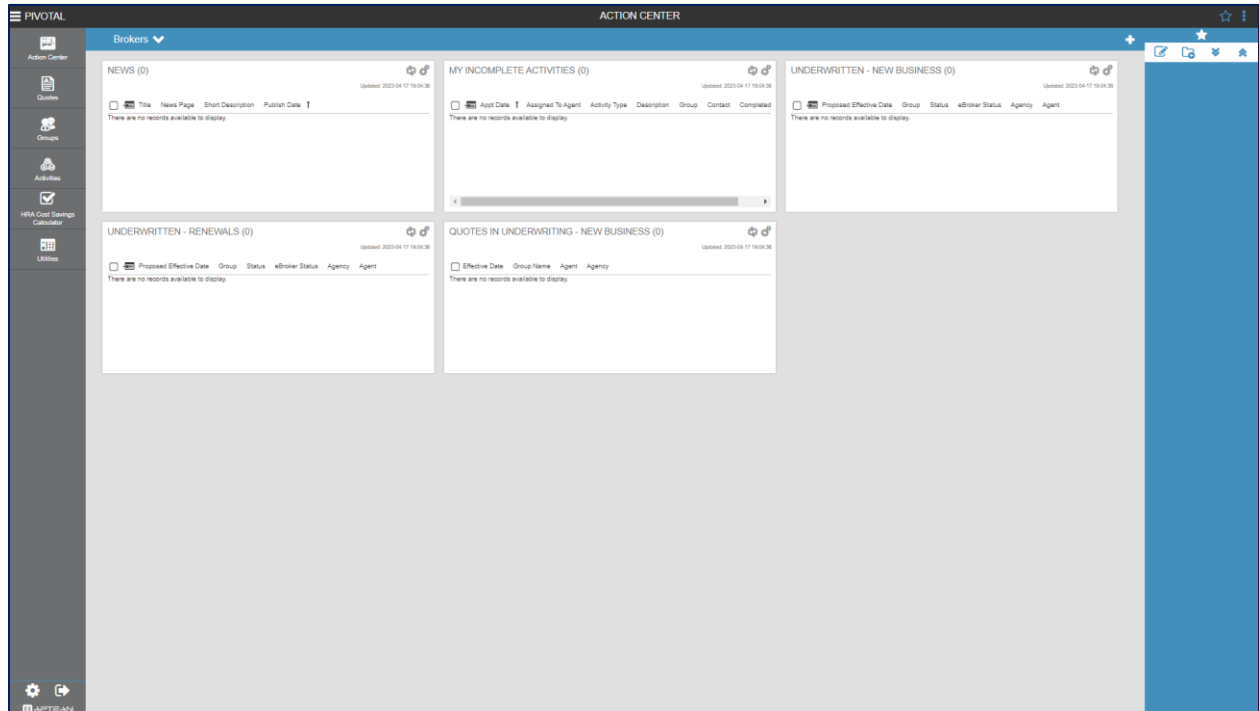 PIVOTAL
ACTION CENTER
Action Center
Quotes
Groups
Activities
HRA Cost Savings
Calculator
Utilities
APTEAN
Brokers
NEWS (0)
Updated: 2023-04-17 19:04:36
Title News Page Short Description Publish Date
There are no records available to display.
MY INCOMPLETE ACTIVITIES (0)
Updated: 2023-04-17 19:04:36
Appt Date Assigned To Agent Activity Type Description Group Contact Completed
There are no records available to display.
UNDERWRITTEN - NEW BUSINESS (0)
Updated: 2023-04-17 19:04:36
Proposed Effective Date Group Status eBroker Status Agency Agent
There are no records available to display.
UNDERWRITTEN - RENEWALS (0)
Updated: 2023-04-17 19:04:36
Proposed Effective Date Group Status eBroker Status Agency Agent
There are no records available to display.
QUOTES IN UNDERWRITING - NEW BUSINESS (0)
Updated: 2023-04-17 19:04:36
Effective Date Group Name Agent Agency
There are no records available to display.